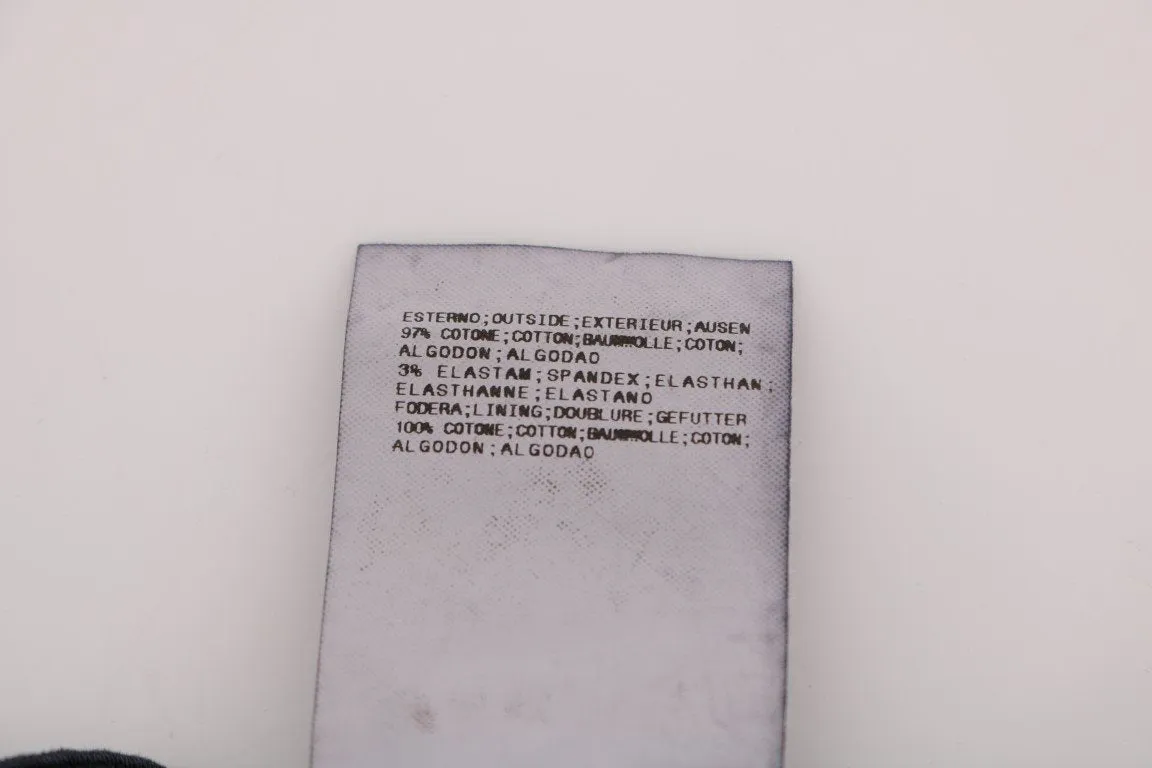 ESTERNO;OUTSIDE;EXTERIEUR;AUSEN
97% COTONE;COTTON;BAUMWOLLE;COTON;
ALGODON;ALGODAO
3% ELASTAM;SPANDEX;ELASTHAN;
ELASTHANNE;ELASTANO
FODERA;LINING;DOUBLURE;GEFUTTER
100% COTONE;COTTON;BAUMWOLLE;COTON;
ALGODON;ALGODAO